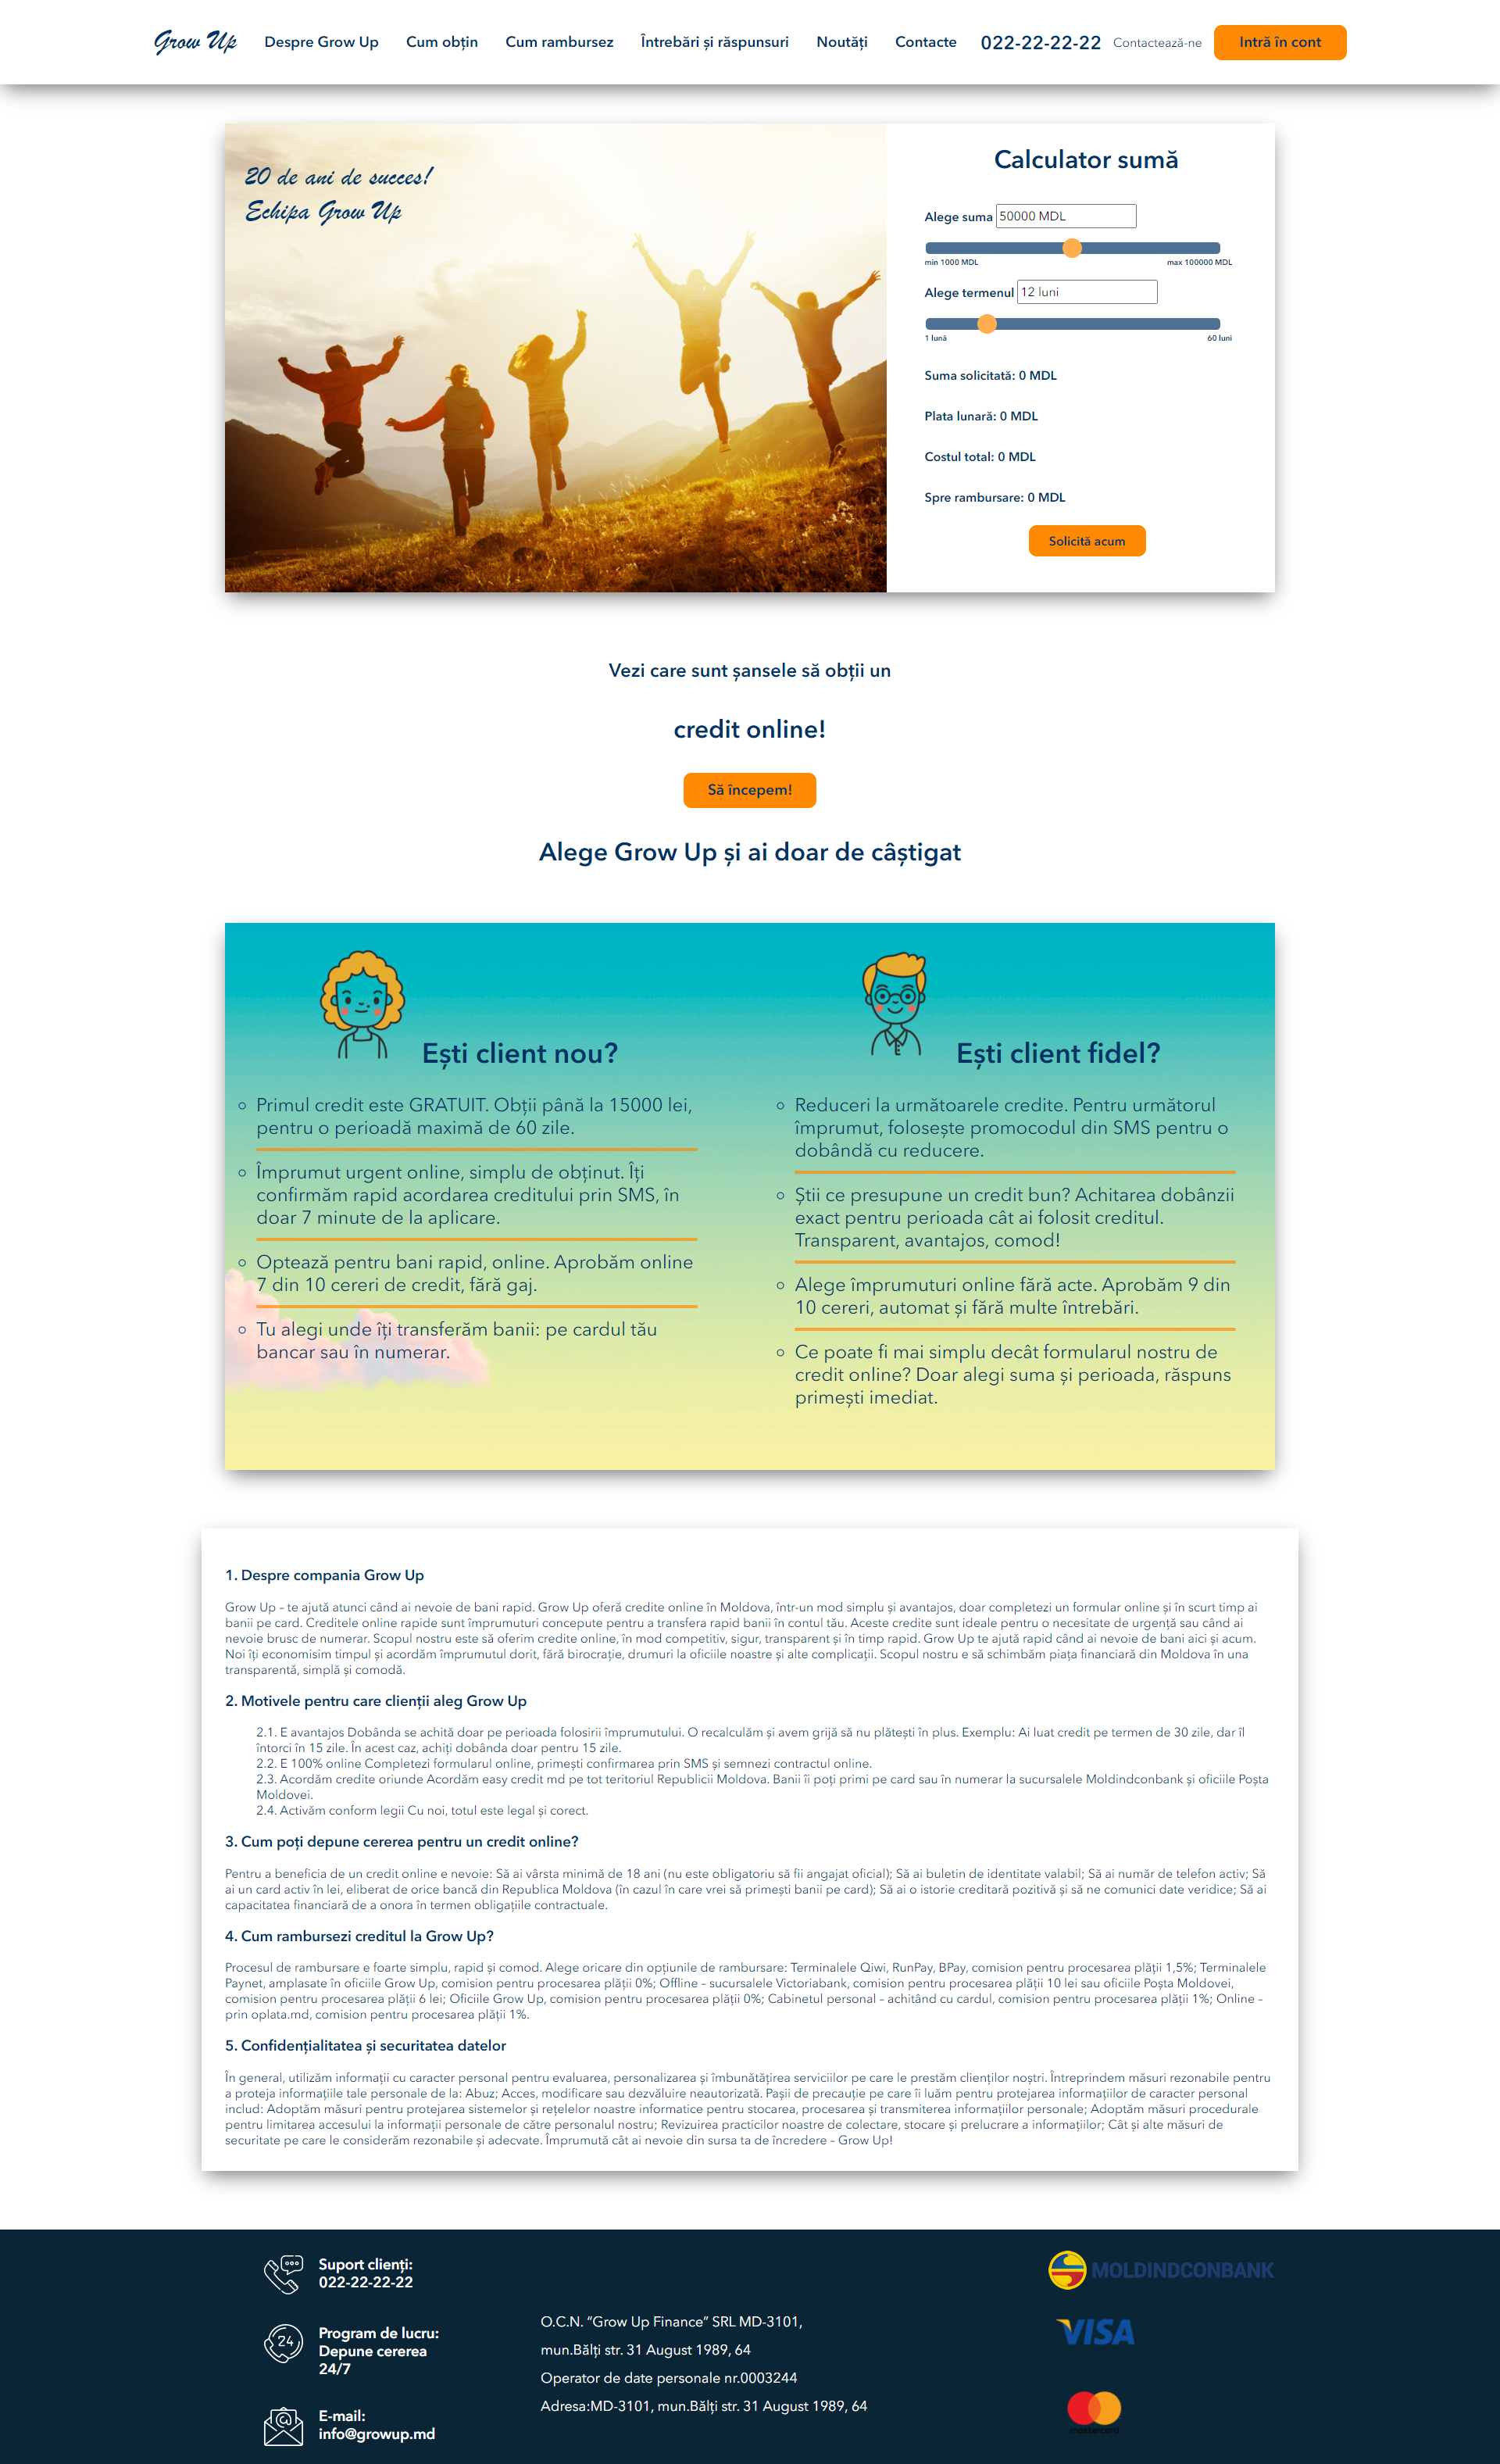 Grow Up Despre Grow Up Cum obțin Cum rambursez Întrebări și răspunsuri Noutăți Contacte 022-22-22-22 Contactează-ne Intră în cont
20 de ani de succes!
Echipa Grow Up
Calculator sumă
Alege suma 50000 MDL
min 1000 MDL max 100000 MDL
Alege termenul 12 luni
1 lună 60 luni
Suma solicitată: 0 MDL
Plata lunară: 0 MDL
Costul total: 0 MDL
Spre rambursare: 0 MDL
Solicită acum
Vezi care sunt șansele să obții un
credit online!
Să începem!
Alege Grow Up și ai doar de câștigat
Ești client nou?
Primul credit este GRATUIT. Obții până la 15000 lei,
pentru o perioadă maximă de 60 zile.
Împrumut urgent online, simplu de obținut. Îți
confirmăm rapid acordarea creditului prin SMS, în
doar 7 minute de la aplicare.
Optează pentru bani rapid, online. Aprobăm online
7 din 10 cereri de credit, fără gaj.
Tu alegi unde îți transferăm banii: pe cardul tău
bancar sau în numerar.
Ești client fidel?
Reduceri la următoarele credite. Pentru următorul
împrumut, folosește promocodul din SMS pentru o
dobândă cu reducere.
Știi ce presupune un credit bun? Achitarea dobânzii
exact pentru perioada cât ai folosit creditul.
Transparent, avantajos, comod!
Alege împrumuturi online fără acte. Aprobăm 9 din
10 cereri, automat și fără multe întrebări.
Ce poate fi mai simplu decât formularul nostru de
credit online? Doar alegi suma și perioada, răspuns
primești imediat.
1. Despre compania Grow Up
Grow Up – te ajută atunci când ai nevoie de bani rapid. Grow Up oferă credite online în Moldova, într-un mod simplu și avantajos, doar completezi un formular online și în scurt timp ai
banii pe card. Creditele online rapide sunt împrumuturi concepute pentru a transfera rapid banii în contul tău. Aceste credite sunt ideale pentru o necesitate de urgență sau când ai
nevoie brusc de numerar. Scopul nostru este să oferim credite online, în mod competitiv, sigur, transparent și în timp rapid. Grow Up te ajută rapid când ai nevoie de bani aici și acum.
Noi îți economisim timpul și acordăm împrumutul dorit, fără birocrație, drumuri la oficiile noastre și alte complicații. Scopul nostru e să schimbăm piața financiară din Moldova în una
transparentă, simplă și comodă.
2. Motivele pentru care clienții aleg Grow Up
2.1. E avantajos Dobânda se achită doar pe perioada folosirii împrumutului. O recalculăm și avem grijă să nu plătești în plus. Exemplu: Ai luat credit pe termen de 30 zile, dar îl
întorci în 15 zile. În acest caz, achiți dobânda doar pentru 15 zile.
2.2. E 100% online Completezi formularul online, primești confirmarea prin SMS și semnezi contractul online.
2.3. Acordăm credite oriunde Acordăm easy credit md pe tot teritoriul Republicii Moldova. Banii îi poți primi pe card sau în numerar la sucursalele Moldindconbank și oficiile Poșta
Moldovei.
2.4. Activăm conform legii Cu noi, totul este legal și corect.
3. Cum poți depune cererea pentru un credit online?
Pentru a beneficia de un credit online e nevoie: Să ai vârsta minimă de 18 ani (nu este obligatoriu să fii angajat oficial); Să ai buletin de identitate valabil; Să ai număr de telefon activ; Să
ai un card activ în lei, eliberat de orice bancă din Republica Moldova (în cazul în care vrei să primești banii pe card); Să ai o istorie creditară pozitivă și să ne comunici date veridice; Să ai
capacitatea financiară de a onora în termen obligațiile contractuale.
4. Cum rambursezi creditul la Grow Up?
Procesul de rambursare e foarte simplu, rapid și comod. Alege oricare din opțiunile de rambursare: Terminalele Qiwi, RunPay, BPay, comision pentru procesarea plății 1,5%; Terminalele
Paynet, amplasate în oficiile Grow Up, comision pentru procesarea plății 0%; Offline – sucursalele Victoriabank, comision pentru procesarea plății 10 lei sau oficiile Poșta Moldovei,
comision pentru procesarea plății 6 lei; Oficiile Grow Up, comision pentru procesarea plății 0%; Cabinetul personal – achitând cu cardul, comision pentru procesarea plății 1%; Online –
prin oplata.md, comision pentru procesarea plății 1%.
5. Confidențialitatea și securitatea datelor
În general, utilizăm informații cu caracter personal pentru evaluarea, personalizarea și îmbunătățirea serviciilor pe care le prestăm clienților noștri. Întreprindem măsuri rezonabile pentru
a proteja informațiile tale personale de la: Abuz; Acces, modificare sau dezvăluire neautorizată. Pașii de precauție pe care îi luăm pentru protejarea informațiilor de caracter personal
includ: Adoptăm măsuri pentru protejarea sistemelor și rețelelor noastre informatice pentru stocarea, procesarea și transmiterea informațiilor personale; Adoptăm măsuri procedurale
pentru limitarea accesului la informații personale de către personalul nostru; Revizuirea practicilor noastre de colectare, stocare și prelucrare a informațiilor; Cât și alte măsuri de
securitate pe care le considerăm rezonabile și adecvate. Împrumută cât ai nevoie din sursa ta de încredere – Grow Up!
Suport clienți:
022-22-22-22
24
Program de lucru:
Depune cererea
24/7
E-mail:
info@growup.md
O.C.N. “Grow Up Finance” SRL MD-3101,
mun.Bălți str. 31 August 1989, 64
Operator de date personale nr.0003244
Adresa:MD-3101, mun.Bălți str. 31 August 1989, 64
MOLDINDCONBANK
VISA
mastercard